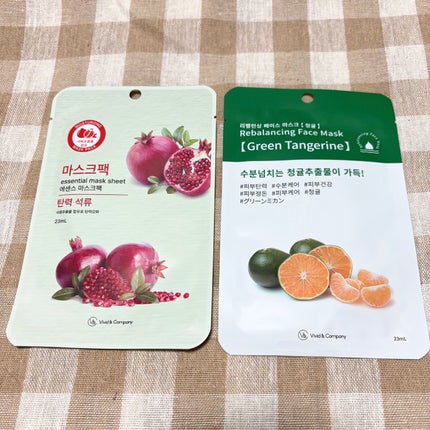 마스크팩
essential mask sheet
에센스 마스크팩
탄력 석류
23mL
Vivid & Company
리밸런싱 페이스 마스크 [청귤]
Rebalancing Face Mask
[Green Tangerine]
수분넘치는 청귤추출물이 가득!
#피부탄력 #수분케어 #피부건강
#피부정돈 #피부케어 #청귤
#グリーンミカン
Vivid & Company
23mL